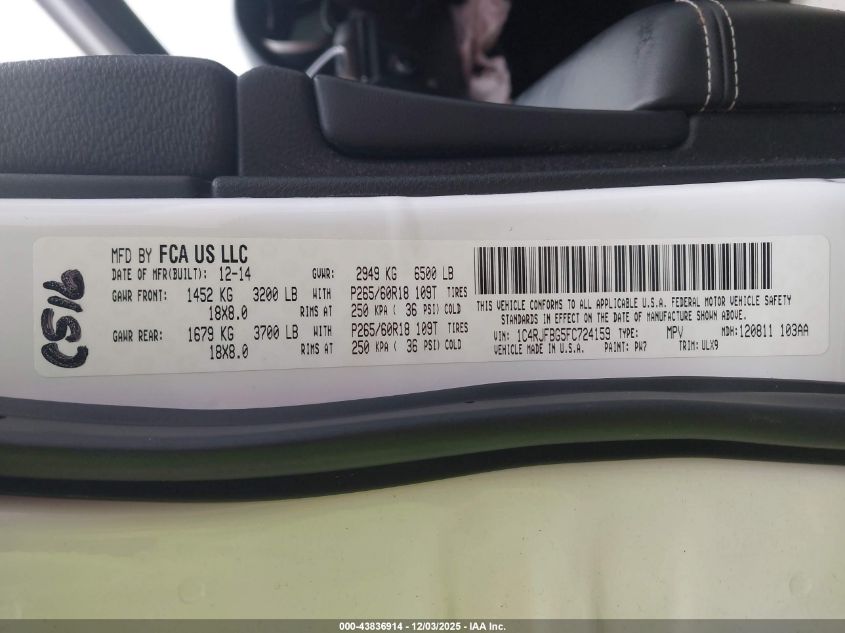 C516
MFD BY FCA US LLC
DATE OF MFR(BUILT): 12-14 GVWR: 2949 KG 6500 LB
GAWR FRONT: 1452 KG 3200 LB WITH P265/60R18 109T TIRES
18X8.0 RIMS AT 250 KPA ( 36 PSI) COLD
GAWR REAR: 1679 KG 3700 LB WITH P265/60R18 109T TIRES
18X8.0 RIMS AT 250 KPA ( 36 PSI) COLD
THIS VEHICLE CONFORMS TO ALL APPLICABLE U.S.A. FEDERAL MOTOR VEHICLE SAFETY
STANDARDS IN EFFECT ON THE DATE OF MANUFACTURE SHOWN ABOVE.
VIN: 1C4RJFBG5FC724159 TYPE: MPV MDH:120811 103AA
VEHICLE MADE IN U.S.A. PAINT: PW7 TRIM: ULX9
000-43836914 - 12/03/2025 - IAA Inc.